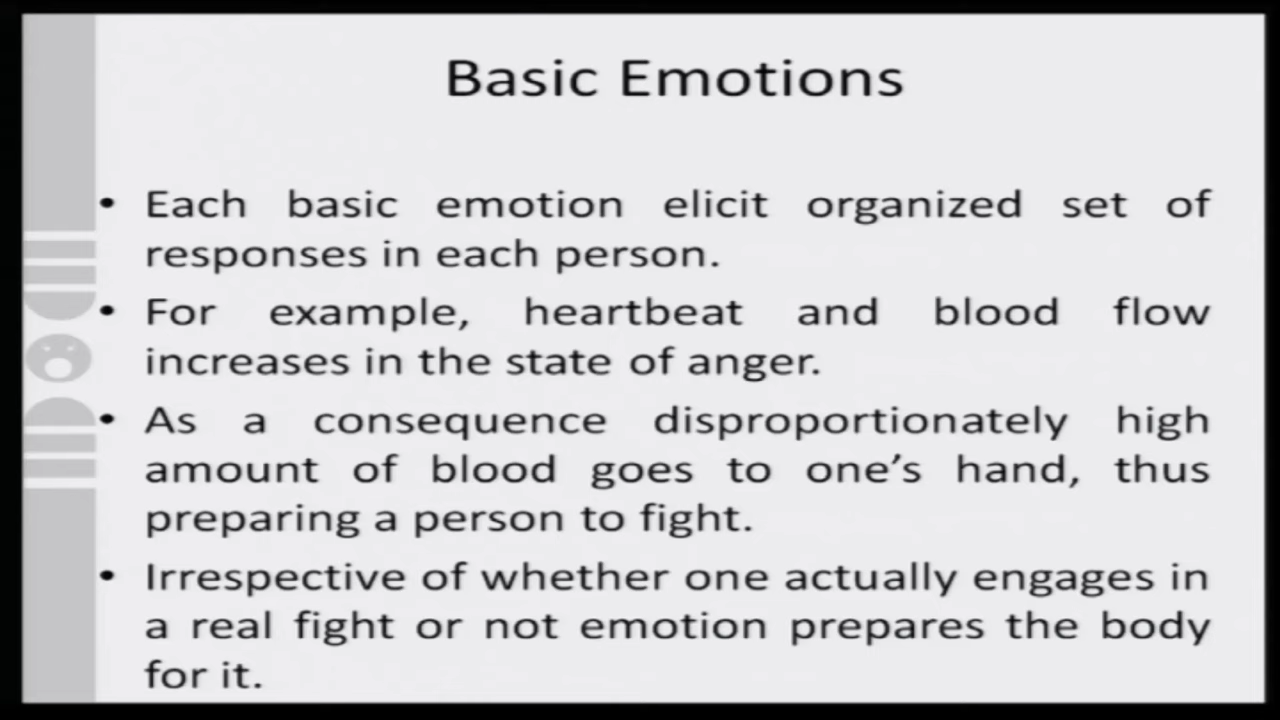 Basic Emotions
• Each basic emotion elicit organized set of
responses in each person.
• For example, heartbeat and blood flow
increases in the state of anger.
• As a consequence disproportionately high
amount of blood goes to one’s hand, thus
preparing a person to fight.
• Irrespective of whether one actually engages in
a real fight or not emotion prepares the body
for it.